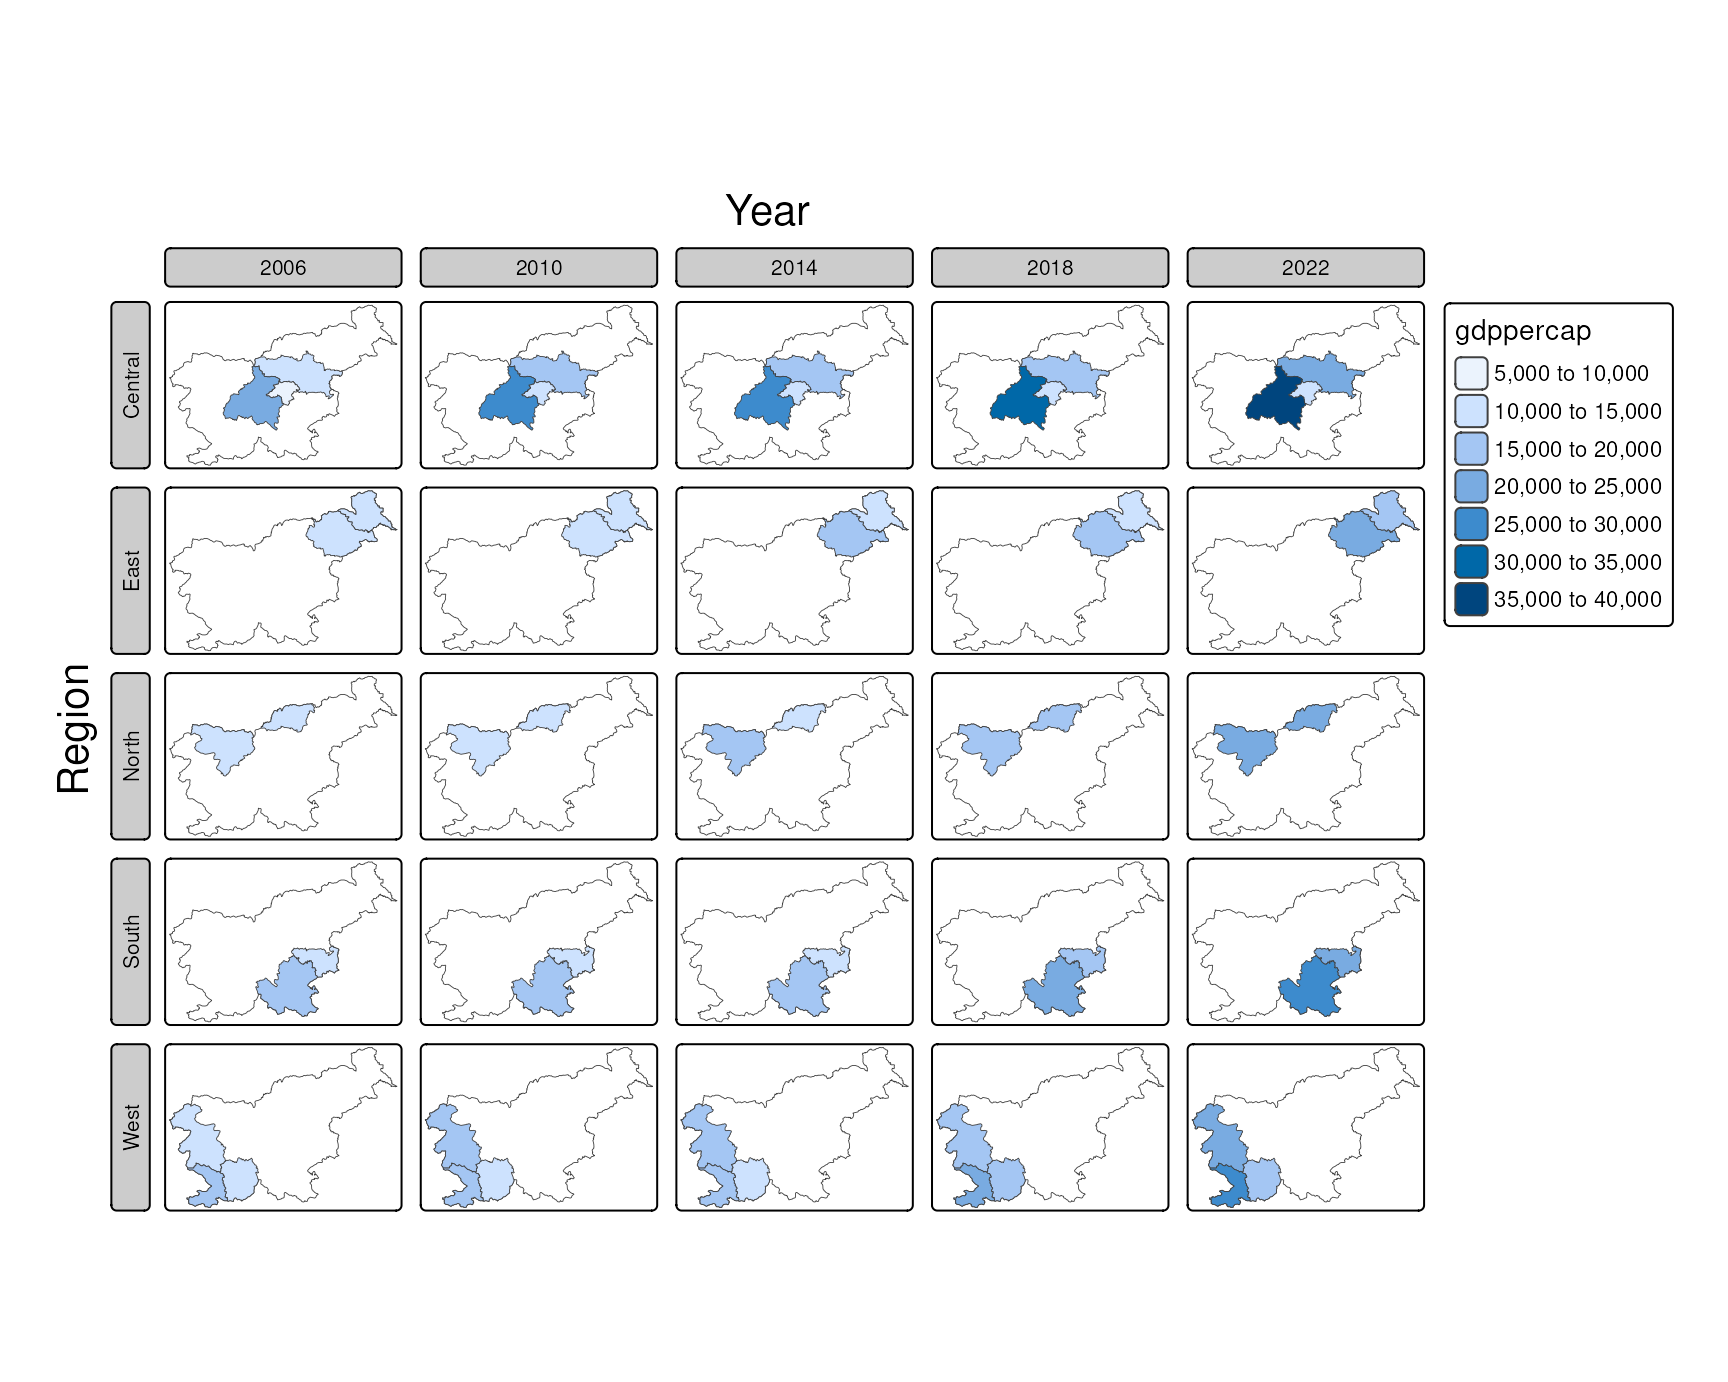 Year
2006
2010
2014
2018
2022
Region
Central
East
North
South
West
gdppercap
5,000 to 10,000
10,000 to 15,000
15,000 to 20,000
20,000 to 25,000
25,000 to 30,000
30,000 to 35,000
35,000 to 40,000